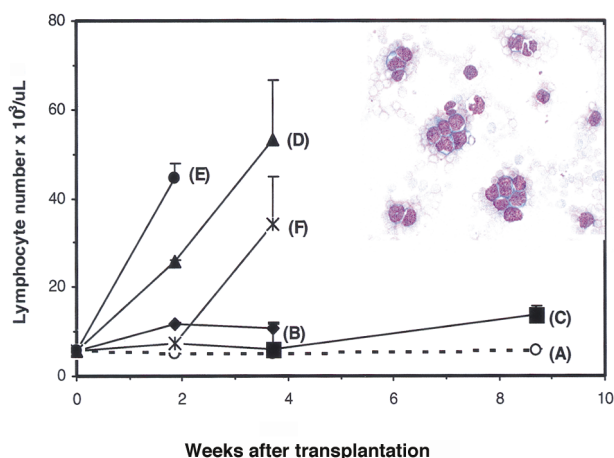 80
60
40
20
0
Lymphocyte number x 10³/uL
(E)
(D)
(F)
(B)
(C)
(A)
0 2 4 6 8 10
Weeks after transplantation